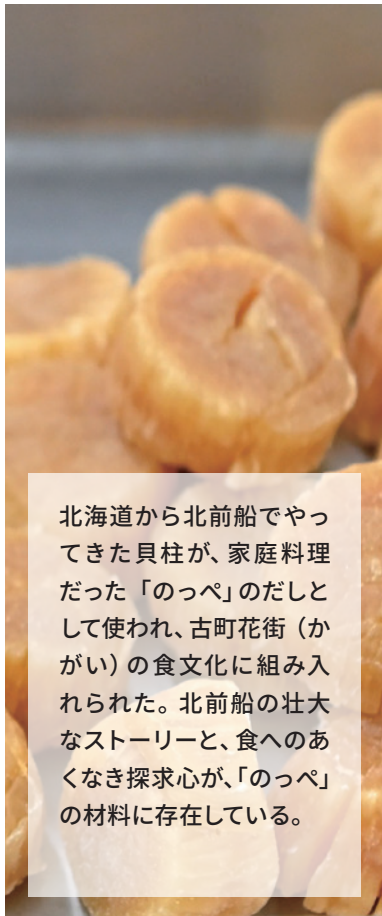 北海道から北前船でやっ
てきた貝柱が、家庭料理
だった「のっぺ」のだしと
して使われ、古町花街（か
がい）の食文化に組み入
れられた。北前船の壮大
なストーリーと、食へのあ
くなき探求心が、「のっぺ」
の材料に存在している。